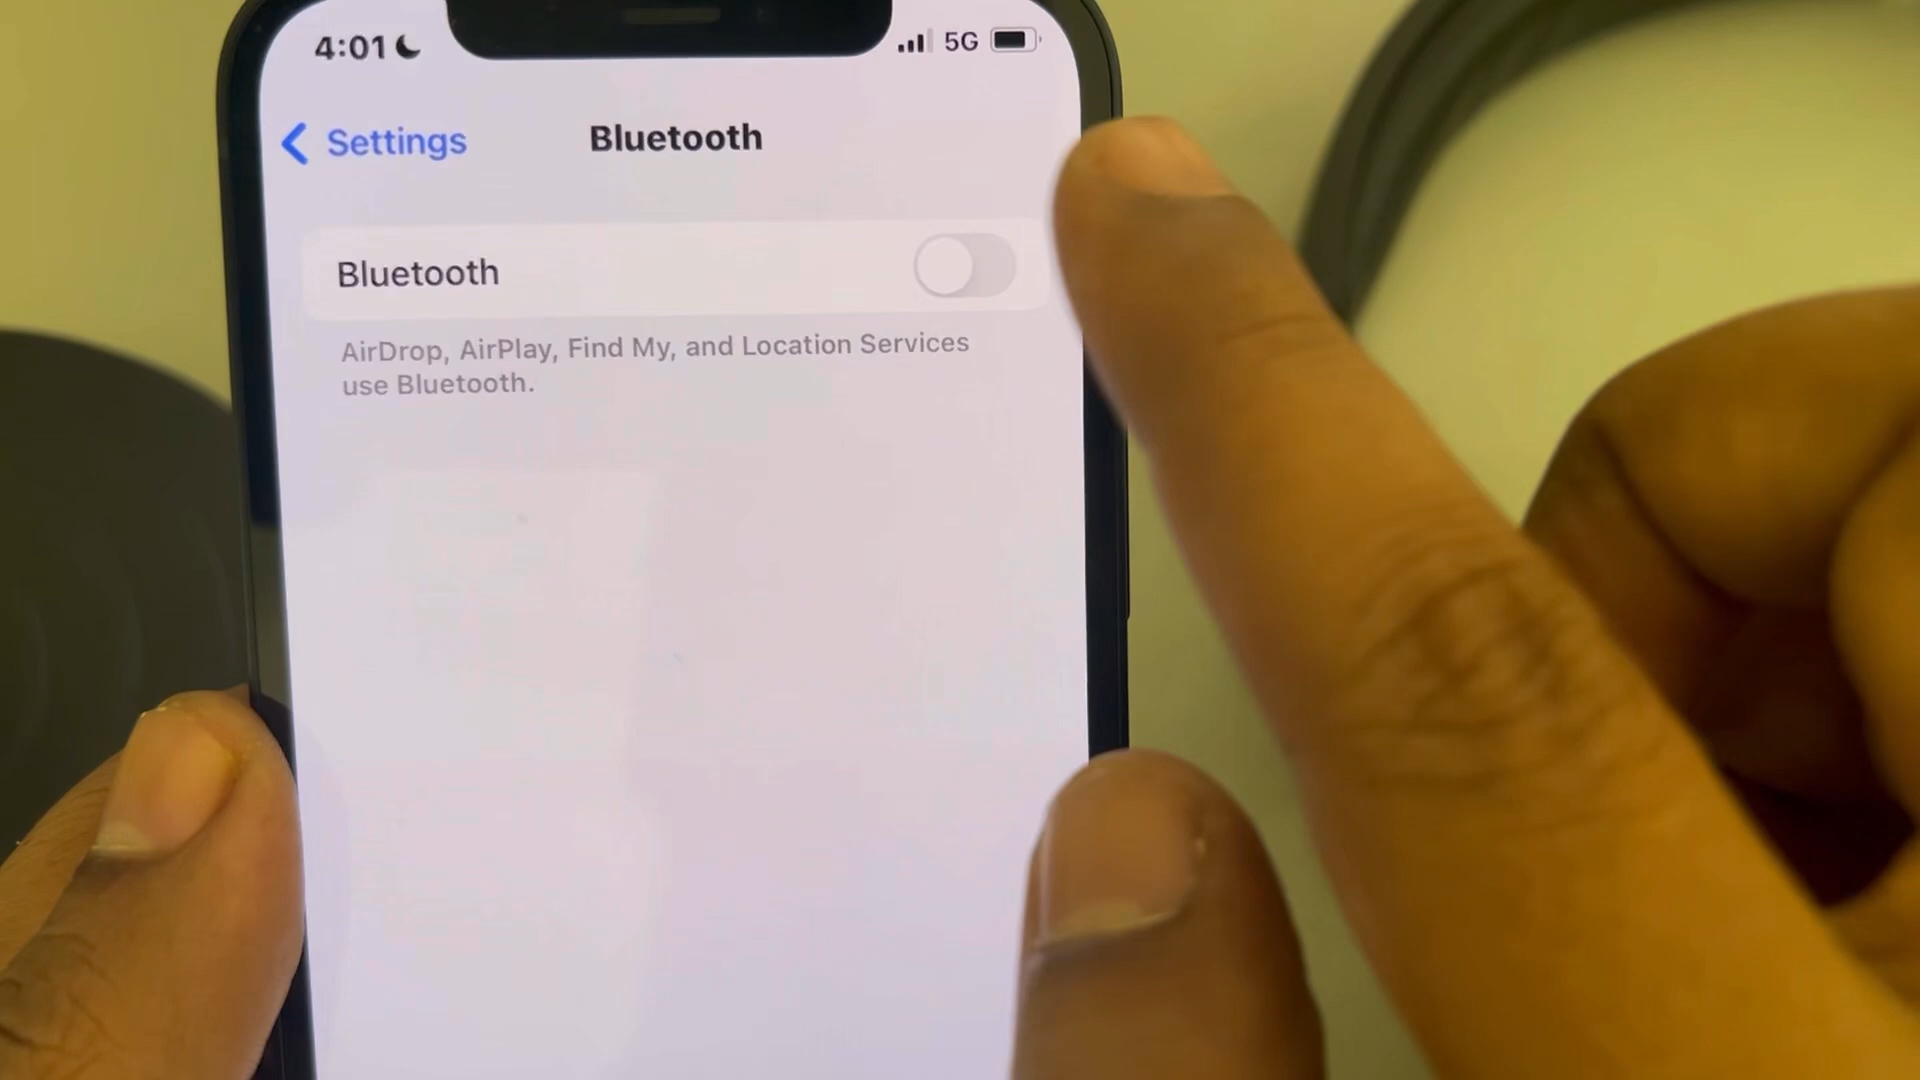 4:01 5G
Settings Bluetooth
Bluetooth
AirDrop, AirPlay, Find My, and Location Services
use Bluetooth.